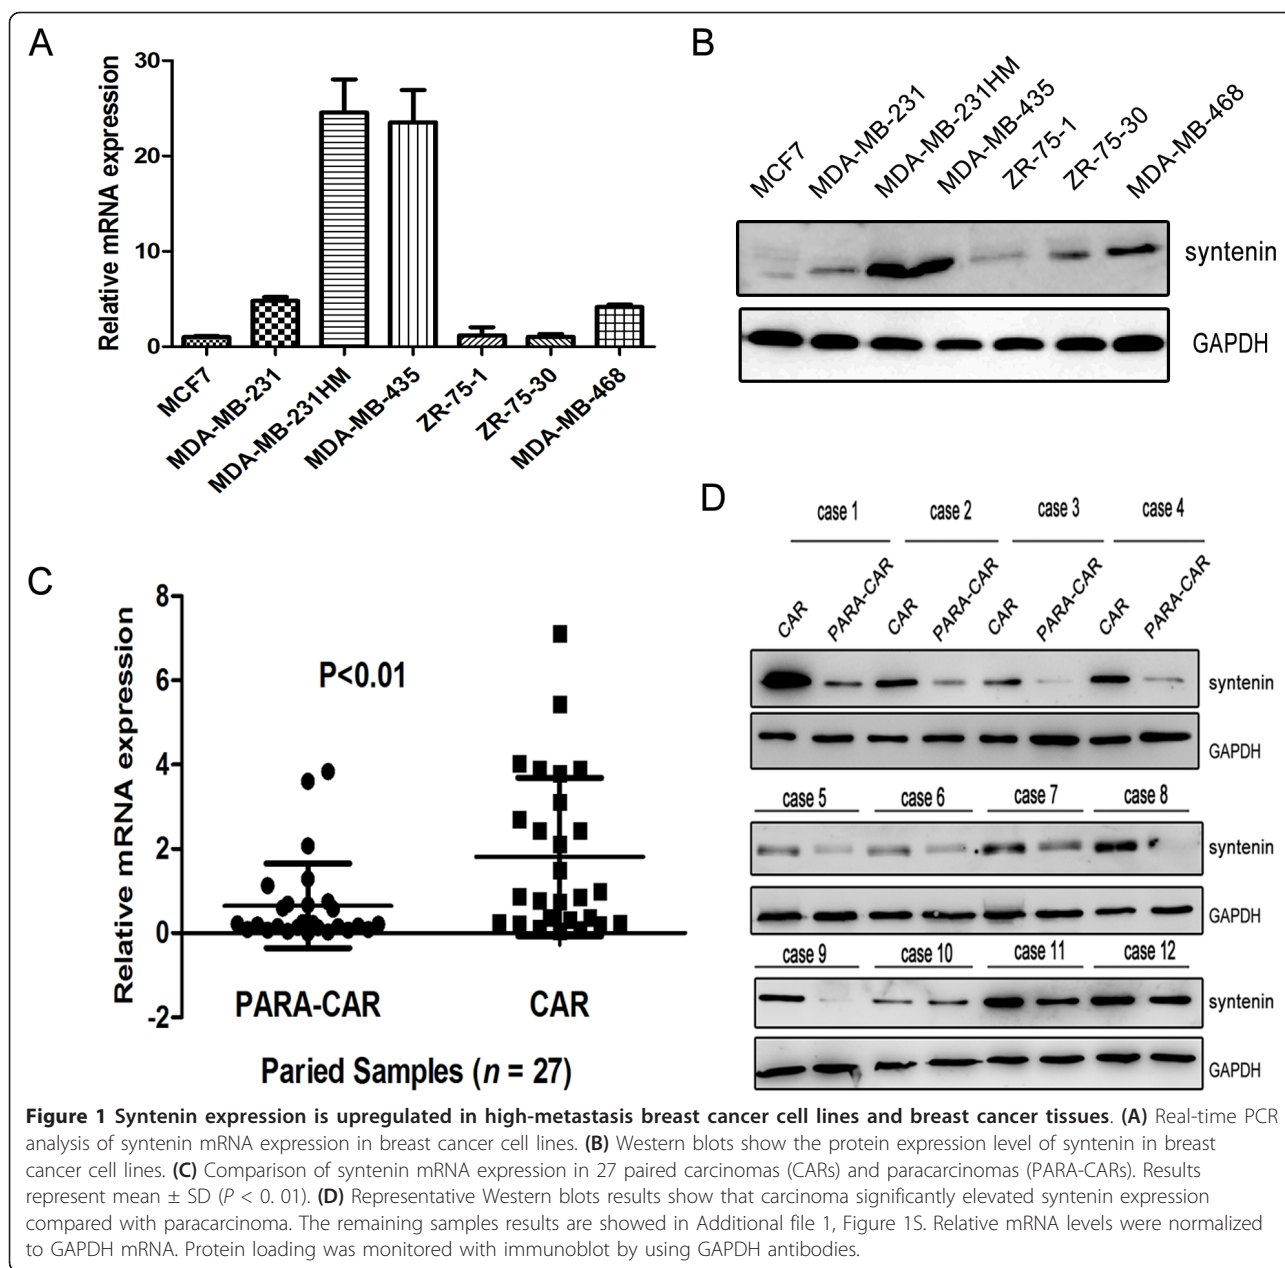 A
30
20
10
0
Relative mRNA expression
MCF7
MDA-MB-231
MDA-MB-231HM
MDA-MB-435
ZR-75-1
ZR-75-30
MDA-MB-468
B
MCF7
MDA-MB-231
MDA-MB-231HM
MDA-MB-435
ZR-75-1
ZR-75-30
MDA-MB-468
syntenin
GAPDH
C
8
6
4
2
0
-2
Relative mRNA expression
P<0.01
PARA-CAR
CAR
Paried Samples (n = 27)
D
case 1
case 2
case 3
case 4
CAR
PARA-CAR
CAR
PARA-CAR
CAR
PARA-CAR
CAR
PARA-CAR
syntenin
GAPDH
case 5
case 6
case 7
case 8
syntenin
GAPDH
case 9
case 10
case 11
case 12
syntenin
GAPDH
Figure 1 Syntenin expression is upregulated in high-metastasis breast cancer cell lines and breast cancer tissues. (A) Real-time PCR
analysis of syntenin mRNA expression in breast cancer cell lines. (B) Western blots show the protein expression level of syntenin in breast
cancer cell lines. (C) Comparison of syntenin mRNA expression in 27 paired carcinomas (CARs) and paracarcinomas (PARA-CARs). Results
represent mean ± SD (P < 0. 01). (D) Representative Western blots results show that carcinoma significantly elevated syntenin expression
compared with paracarcinoma. The remaining samples results are showed in Additional file 1, Figure 1S. Relative mRNA levels were normalized
to GAPDH mRNA. Protein loading was monitored with immunoblot by using GAPDH antibodies.